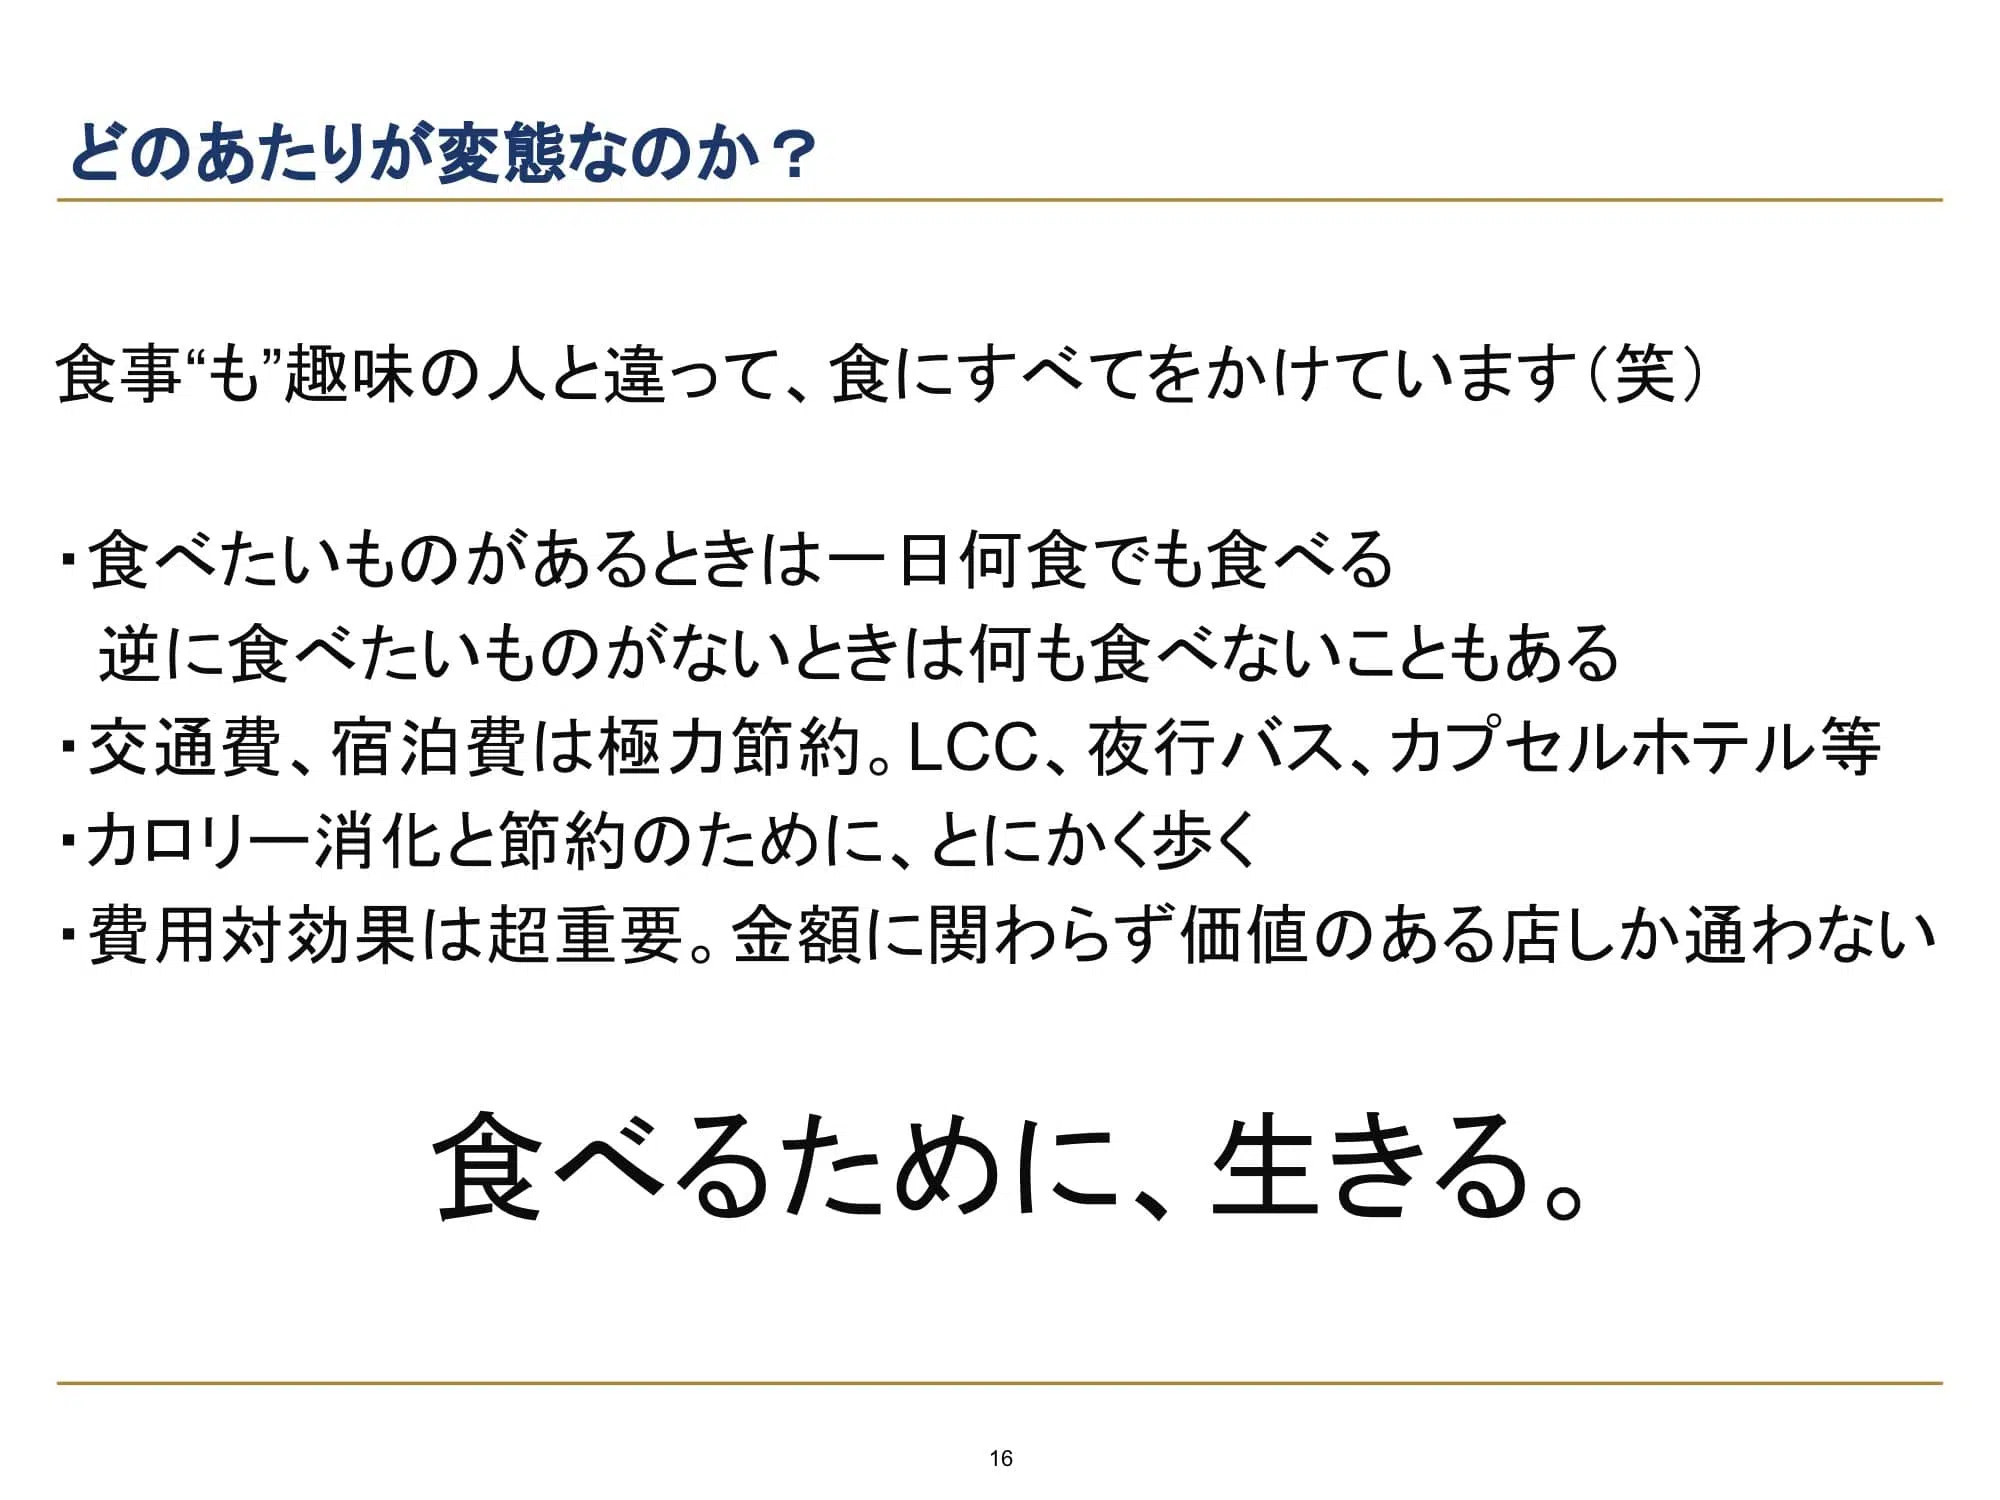 どのあたりが変態なのか？
食事“も”趣味の人と違って、食にすべてをかけています（笑）
・食べたいものがあるときは一日何食でも食べる
逆に食べたいものがないときは何も食べないこともある
・交通費、宿泊費は極力節約。LCC、夜行バス、カプセルホテル等
・カロリー消化と節約のために、とにかく歩く
・費用対効果は超重要。金額に関わらず価値のある店しか通わない
食べるために、生きる。
16